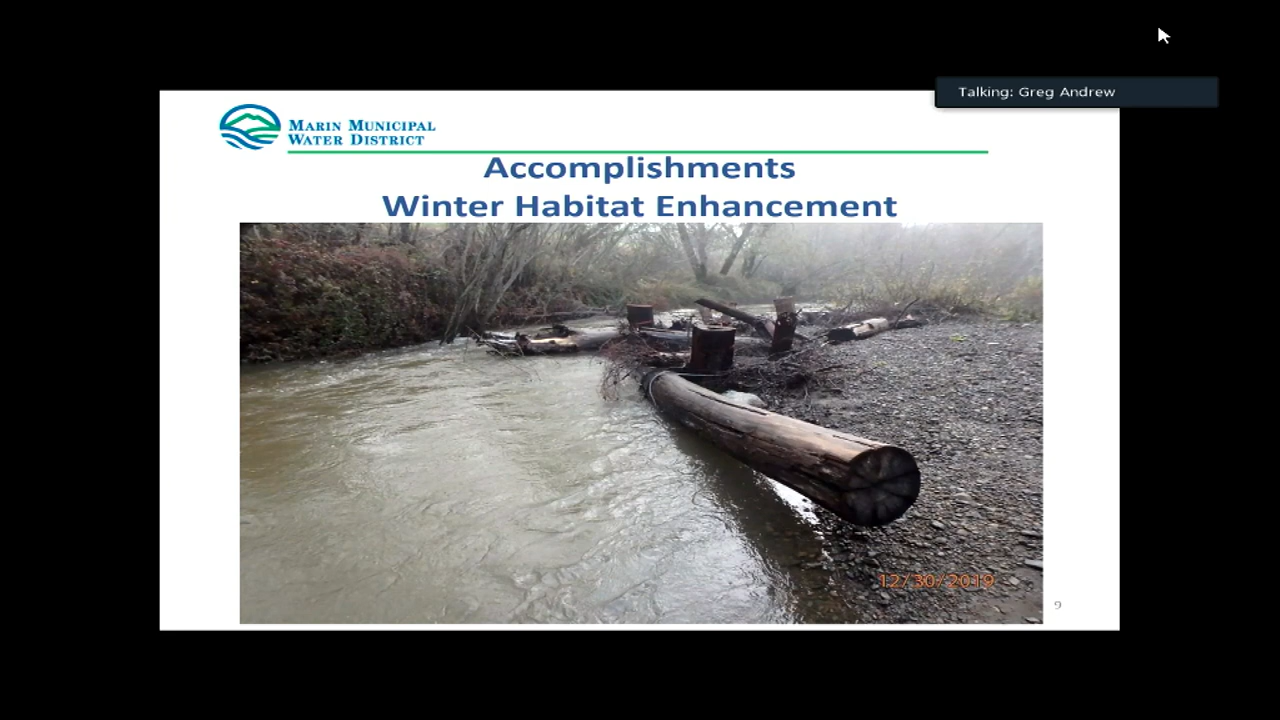 Talking: Greg Andrew
MARIN MUNICIPAL
WATER DISTRICT
Accomplishments
Winter Habitat Enhancement
12/30/2019
9